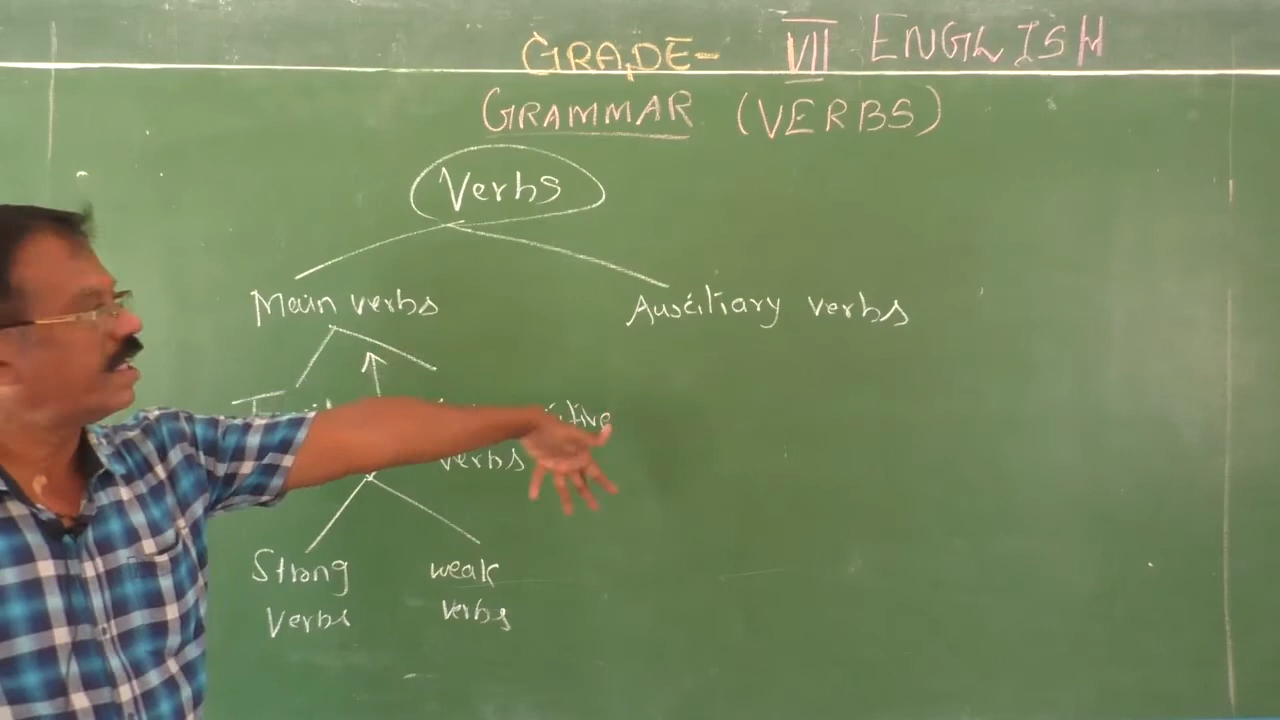 GRADE- VII ENGLISH
GRAMMAR (VERBS)
Verbs
Main verbs
Auxiliary verbs
verbs
Strong
Verbs
weak
verbs